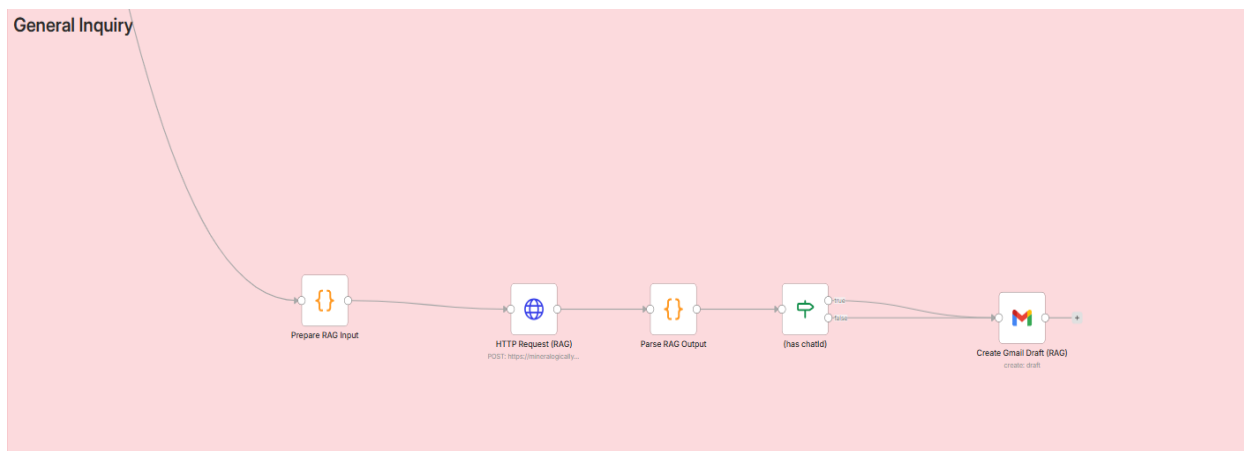 General Inquiry
true
false
Prepare RAG Input
HTTP Request (RAG)
POST: https://mineralogically...
Parse RAG Output
(has chatId)
Create Gmail Draft (RAG)
create: draft